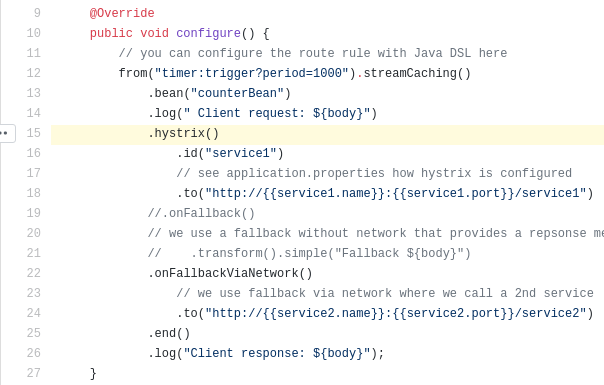 9 @Override
10 public void configure() {
11 // you can configure the route rule with Java DSL here
12 from("timer:trigger?period=1000").streamCaching()
13 .bean("counterBean")
14 .log(" Client request: ${body}")
15 .hystrix()
16 .id("service1")
17 // see application.properties how hystrix is configured
18 .to("http://{{service1.name}}:{{service1.port}}/service1")
19 //.onFallback()
20 // we use a fallback without network that provides a repsonse me
21 //    .transform().simple("Fallback ${body}")
22 .onFallbackViaNetwork()
23 // we use fallback via network where we call a 2nd service
24 .to("http://{{service2.name}}:{{service2.port}}/service2")
25 .end()
26 .log("Client response: ${body}");
27 }